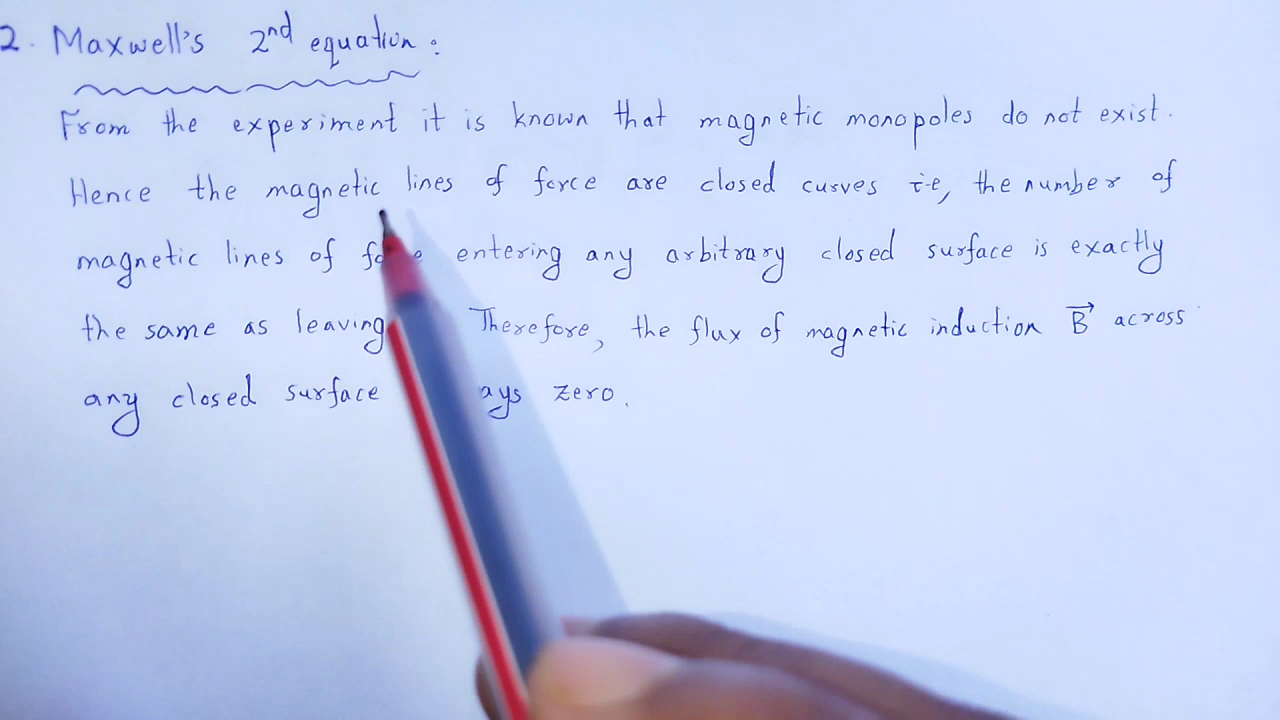 2. Maxwell's 2nd equation:
From the experiment it is known that magnetic monopoles do not exist.
Hence the magnetic lines of force are closed curves i.e, the number of
magnetic lines of entering any arbitrary closed surface is exactly
the same as leaving Therefore, the flux of magnetic induction B⃗ across
any closed surface zero.